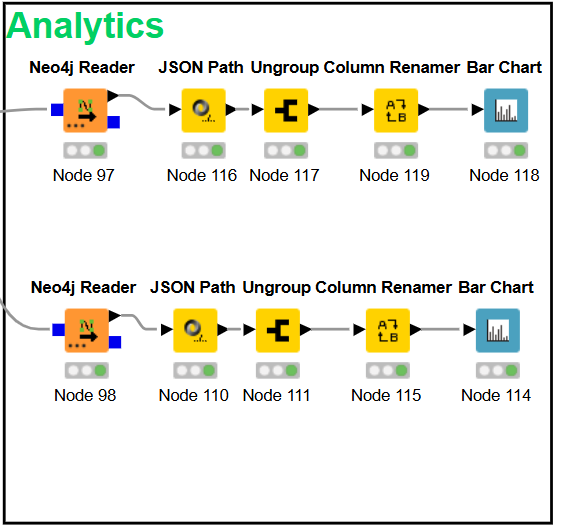 Analytics
Neo4j Reader JSON Path Ungroup Column Renamer Bar Chart
Node 97 Node 116 Node 117 Node 119 Node 118
Neo4j Reader JSON Path Ungroup Column Renamer Bar Chart
Node 98 Node 110 Node 111 Node 115 Node 114